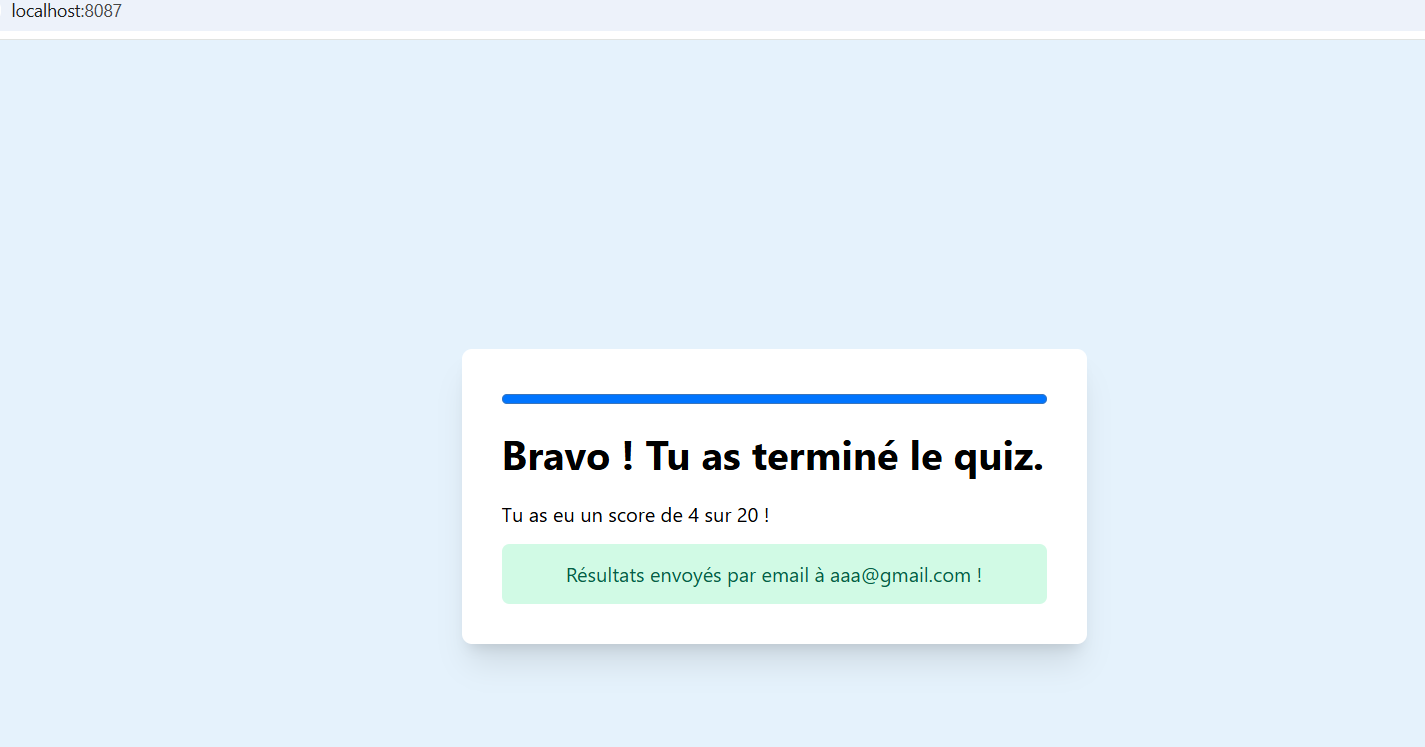 localhost:8087
Bravo ! Tu as terminé le quiz.
Tu as eu un score de 4 sur 20 !
Résultats envoyés par email à aaa@gmail.com !